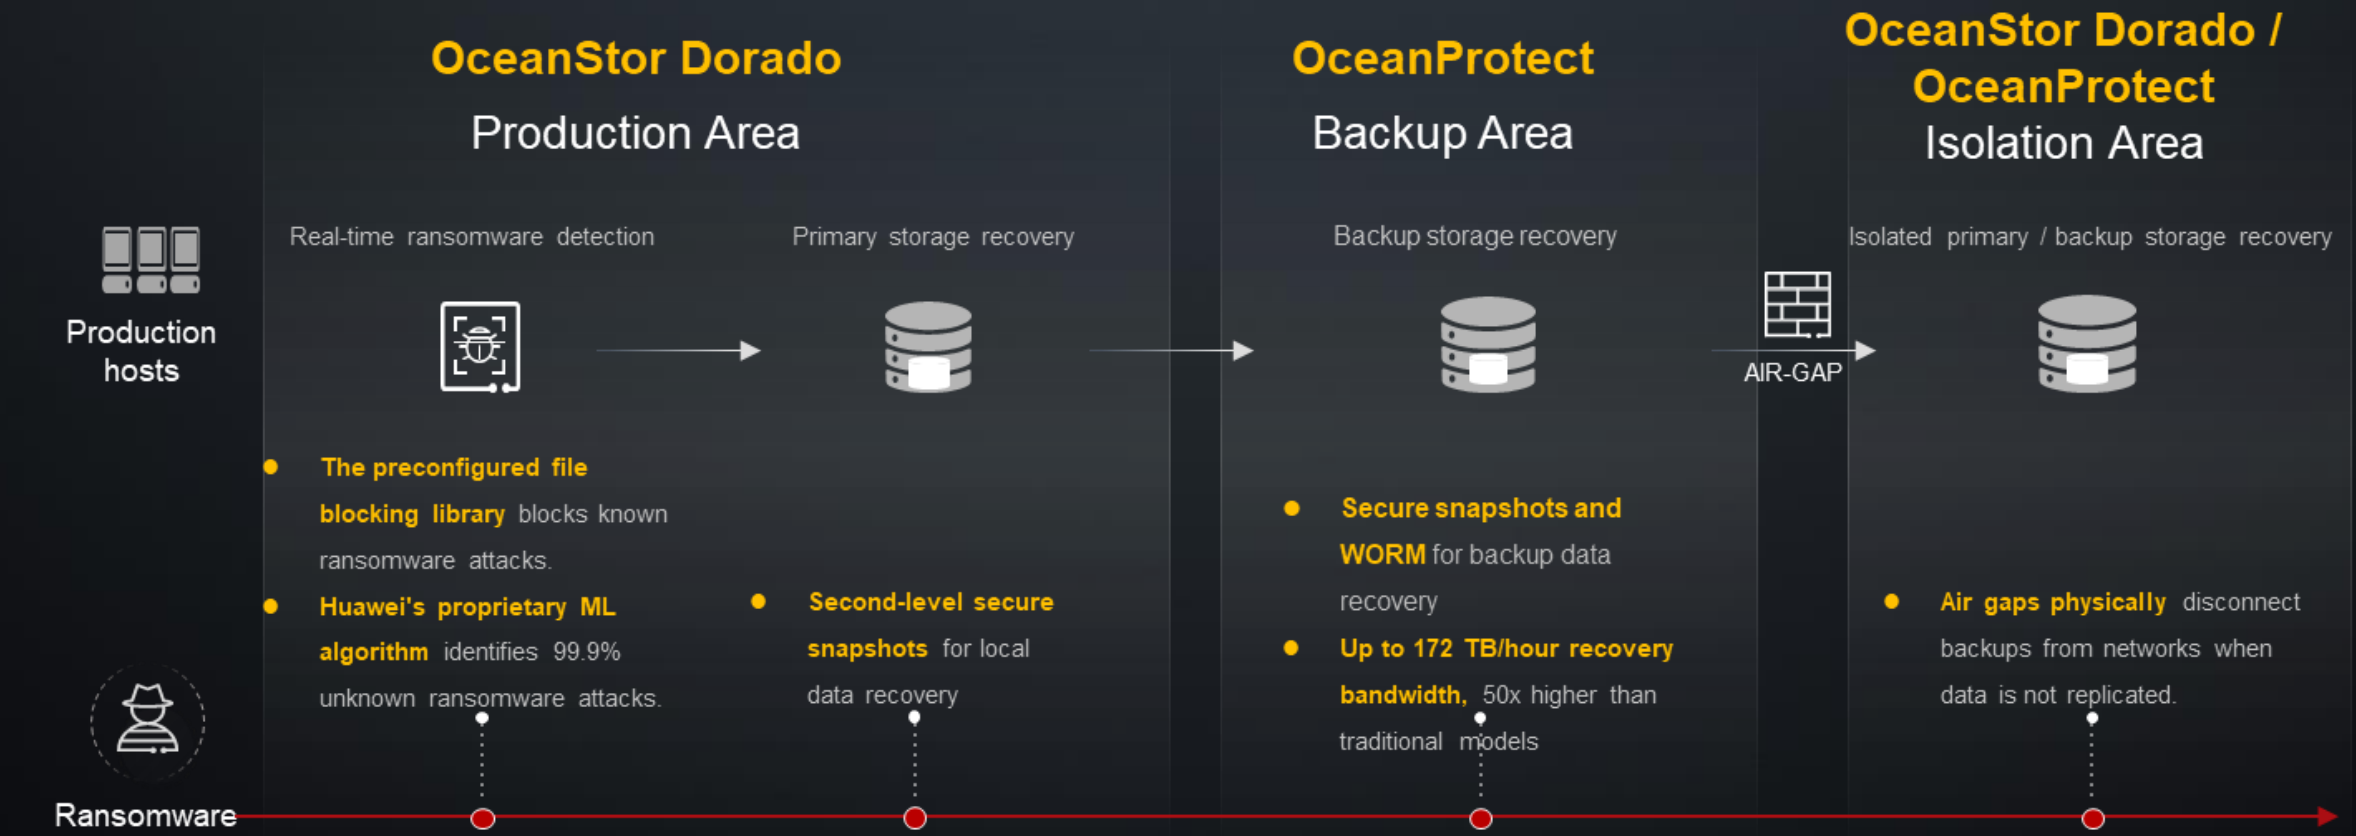 OceanStor Dorado
Production Area
OceanProtect
Backup Area
OceanStor Dorado /
OceanProtect
Isolation Area
Production
hosts
Real-time ransomware detection
Primary storage recovery
Backup storage recovery
Isolated primary / backup storage recovery
AIR-GAP
The preconfigured file
blocking library blocks known
ransomware attacks.
Huawei's proprietary ML
algorithm identifies 99.9%
unknown ransomware attacks.
Second-level secure
snapshots for local
data recovery
Secure snapshots and
WORM for backup data
recovery
Up to 172 TB/hour recovery
bandwidth, 50x higher than
traditional models
Air gaps physically disconnect
backups from networks when
data is not replicated.
Ransomware